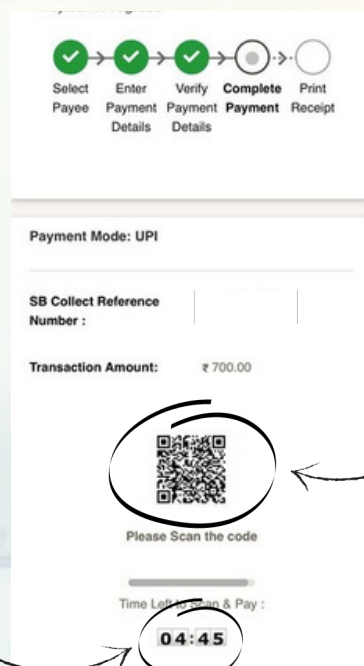 Select Enter Verify Complete Print
Payee Payment Payment Payment Receipt
Details Details
Payment Mode: UPI
SB Collect Reference
Number :
Transaction Amount: ₹ 700.00
Please Scan the code
Time Left to Scan & Pay :
04:45